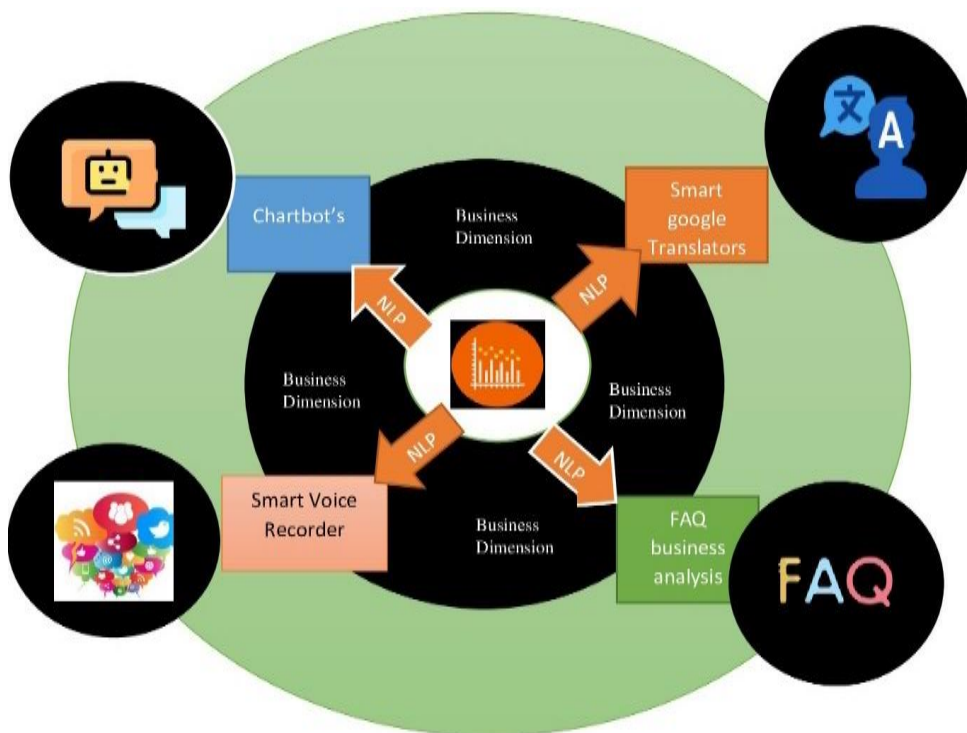 文
A
Chartbot's
Business
Dimension
Smart
google
Translators
NLP
NLP
Business
Dimension
Business
Dimension
NLP
NLP
Smart Voice
Recorder
Business
Dimension
FAQ
business
analysis
FAQ